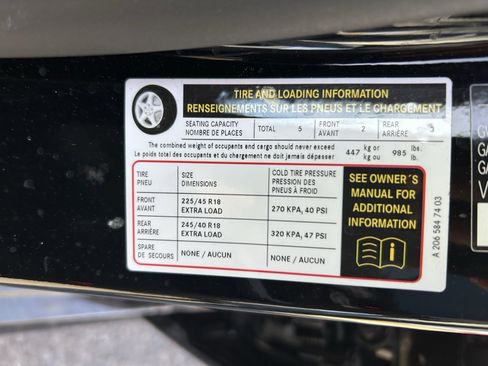 TIRE AND LOADING INFORMATION
RENSEIGNEMENTS SUR LES PNEUS ET LE CHARGEMENT
SEATING CAPACITY
NOMBRE DE PLACES
TOTAL 5
FRONT
AVANT 2
REAR
ARRIÈRE 3
The combined weight of occupants and cargo should never exceed
Le poids total des occupants et du chargement ne doit jamais dépasser
447 kg or
kg ou
985 lbs.
lb.
TIRE
PNEU
SIZE
DIMENSIONS
COLD TIRE PRESSURE
PRESSION DES
PNEUS À FROID
FRONT
AVANT
225/45 R18
EXTRA LOAD
270 KPA, 40 PSI
REAR
ARRIÈRE
245/40 R18
EXTRA LOAD
320 KPA, 47 PSI
SPARE
DE SECOURS
NONE / AUCUN
NONE / AUCUN
SEE OWNER´S
MANUAL FOR
ADDITIONAL
INFORMATION
A 206 584 74 03